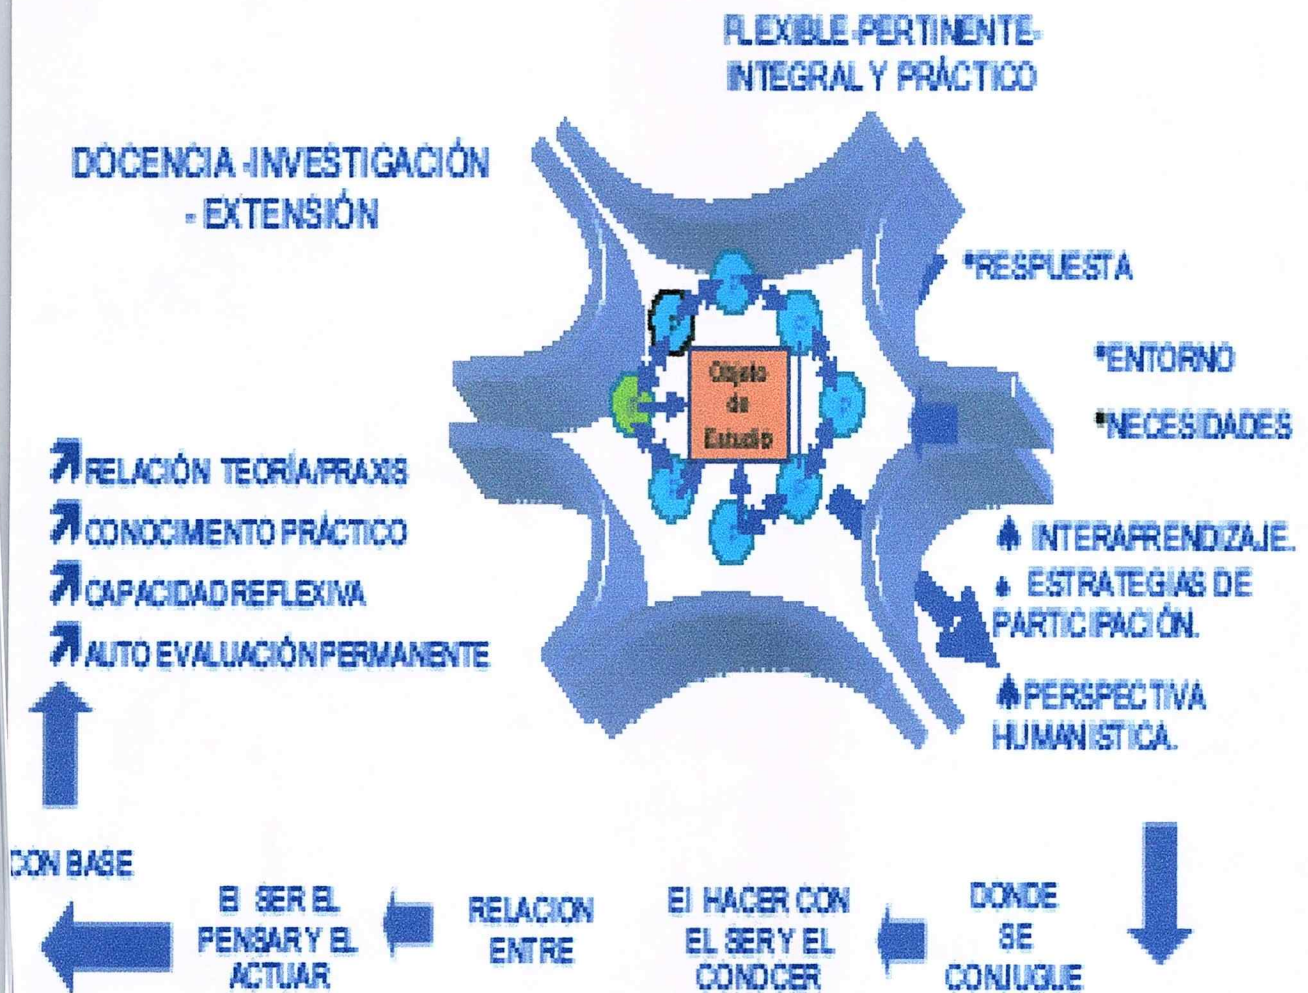 FLEXIBLE-PERTINENTE-
INTEGRAL Y PRÁCTICO
DOCENCIA -INVESTIGACIÓN
- EXTENSIÓN
*RESPUESTA
*ENTORNO
*NECESIDADES
Objeto
de
Estudio
RELACIÓN TEORÍA/PRAXIS
CONOCIMIENTO PRÁCTICO
CAPACIDAD REFLEXIVA
AUTO EVALUACIÓN PERMANENTE
INTERAPRENDIZAJE.
ESTRATEGIAS DE
PARTICIPACIÓN.
PERSPECTIVA
HUMANISTICA.
CON BASE
El SER EL
PENSAR Y EL
ACTUAR
RELACION
ENTRE
El HACER CON
EL SER Y EL
CONOCER
DONDE
SE
CONJUGUE